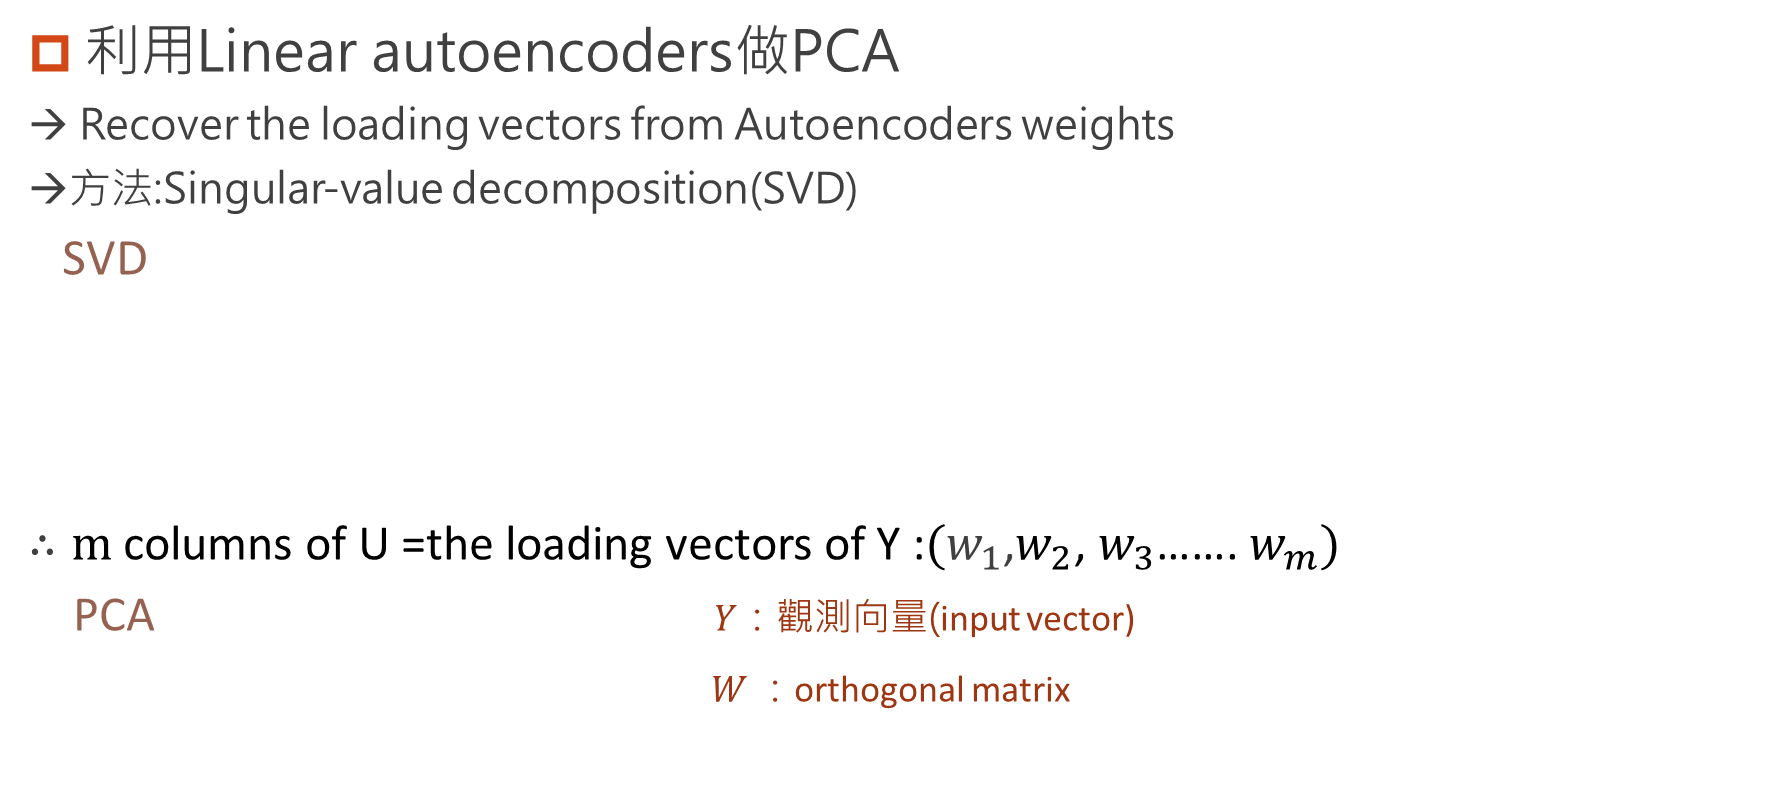 利用Linear autoencoders做PCA
→ Recover the loading vectors from Autoencoders weights
→方法:Singular-value decomposition(SVD)
SVD
∴ m columns of U =the loading vectors of Y :(w₁,w₂, w₃....... wₘ)
PCA
Y：觀測向量(input vector)
W ：orthogonal matrix